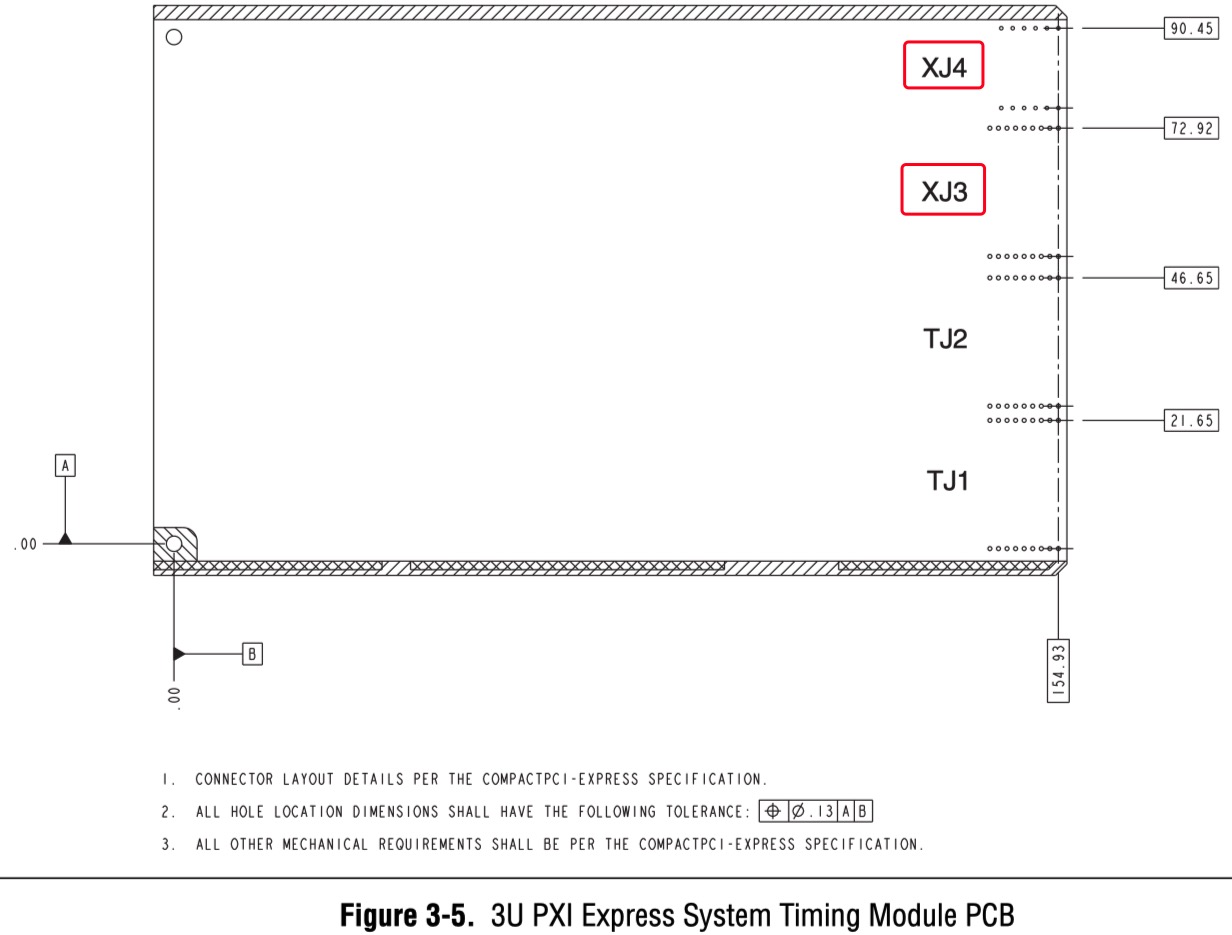 90.45
XJ4
72.92
XJ3
46.65
TJ2
21.65
A
TJ1
.00
B
.00
154.93
1. CONNECTOR LAYOUT DETAILS PER THE COMPACTPCI-EXPRESS SPECIFICATION.
2. ALL HOLE LOCATION DIMENSIONS SHALL HAVE THE FOLLOWING TOLERANCE: ⌖ Ø.13 A B
3. ALL OTHER MECHANICAL REQUIREMENTS SHALL BE PER THE COMPACTPCI-EXPRESS SPECIFICATION.
Figure 3-5. 3U PXI Express System Timing Module PCB